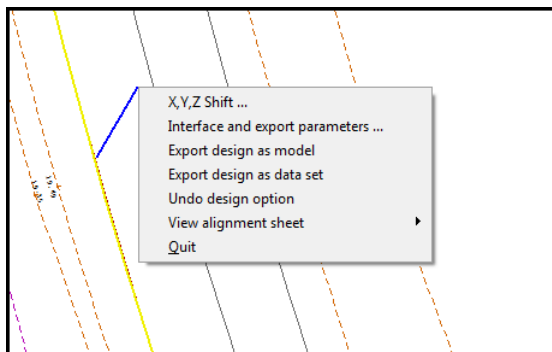 X,Y,Z Shift ...
Interface and export parameters ...
Export design as model
Export design as data set
Undo design option
View alignment sheet
Quit